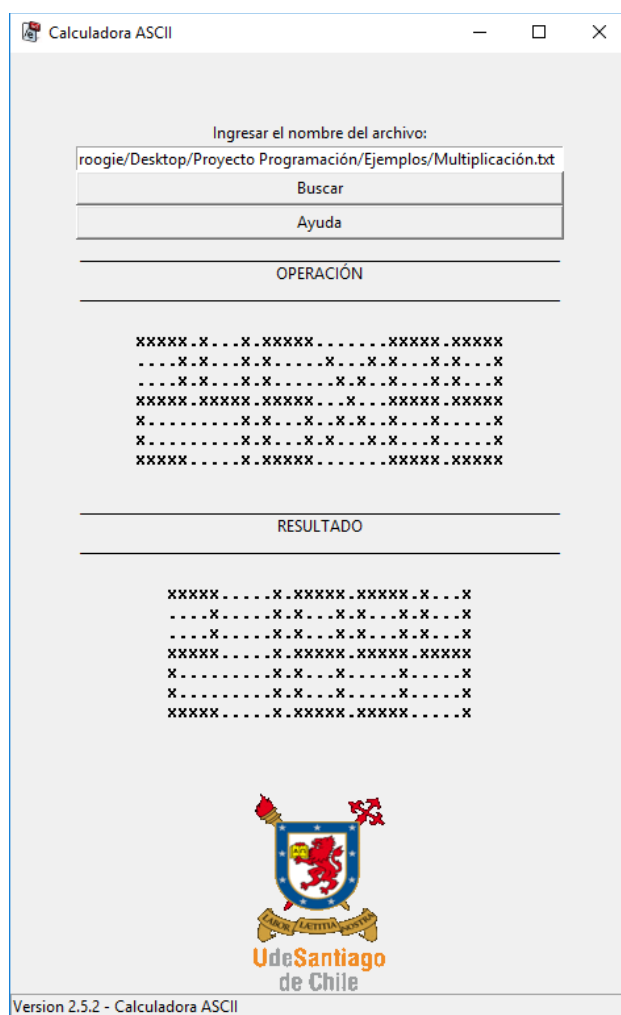 Calculadora ASCII
Ingresar el nombre del archivo:
roogie/Desktop/Proyecto Programación/Ejemplos/Multiplicación.txt
Buscar
Ayuda
OPERACIÓN
xxxxx.x...x.xxxxx.......xxxxx.xxxxx
....x.x...x.x.....x...x.x...x.x...x
....x.x...x.x......x.x..x...x.x...x
xxxxx.xxxxx.xxxxx...x...xxxxx.xxxxx
x.........x.x...x..x.x..x...x.....x
x.........x.x...x.x...x.x...x.....x
xxxxx.....x.xxxxx.......xxxxx.xxxxx
RESULTADO
xxxxx.....x.xxxxx.xxxxx.x...x
....x.....x.x...x.x...x.x...x
....x.....x.x...x.x...x.x...x
xxxxx.....x.xxxxx.xxxxx.xxxxx
x.........x.x...x.....x.....x
x.........x.x...x.....x.....x
xxxxx.....x.xxxxx.xxxxx.....x
LABOR LÆTITIA NOSTRA
UdeSantiago
de Chile
Version 2.5.2 - Calculadora ASCII